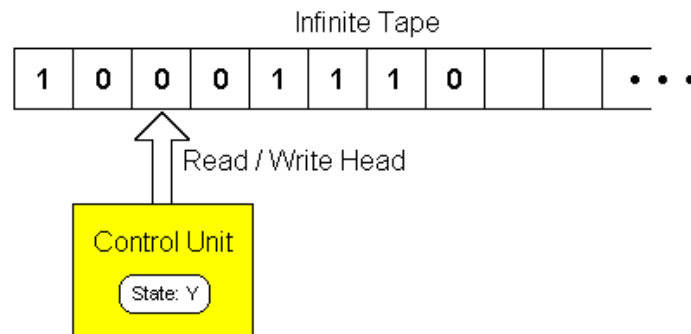 Infinite Tape
1 0 0 0 1 1 1 0 • • •
Read / Write Head
Control Unit
State: Y